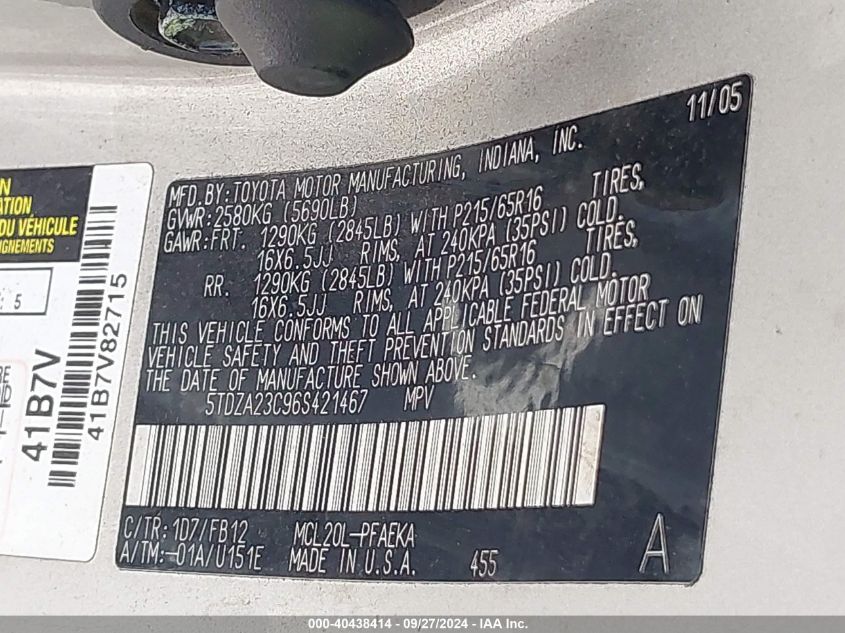 11/05
MFD.BY:TOYOTA MOTOR MANUFACTURING, INDIANA, INC.
GVWR:2580KG (5690LB)
GAWR:FRT. 1290KG (2845LB) WITH P215/65R16 TIRES,
16X6.5JJ RIMS, AT 240KPA (35PSI) COLD.
RR. 1290KG (2845LB) WITH P215/65R16 TIRES,
16X6.5JJ RIMS, AT 240KPA (35PSI) COLD.
THIS VEHICLE CONFORMS TO ALL APPLICABLE FEDERAL MOTOR
VEHICLE SAFETY AND THEFT PREVENTION STANDARDS IN EFFECT ON
THE DATE OF MANUFACTURE SHOWN ABOVE.
5TDZA23C96S421467 MPV
C/TR:1D7/FB12 MCL20L-PFAEKA
A/TM:-01A/U151E MADE IN U.S.A. 455 A
DU VÉHICULE
5
41B7V
41B7V82715
000-40438414 - 09/27/2024 - IAA Inc.